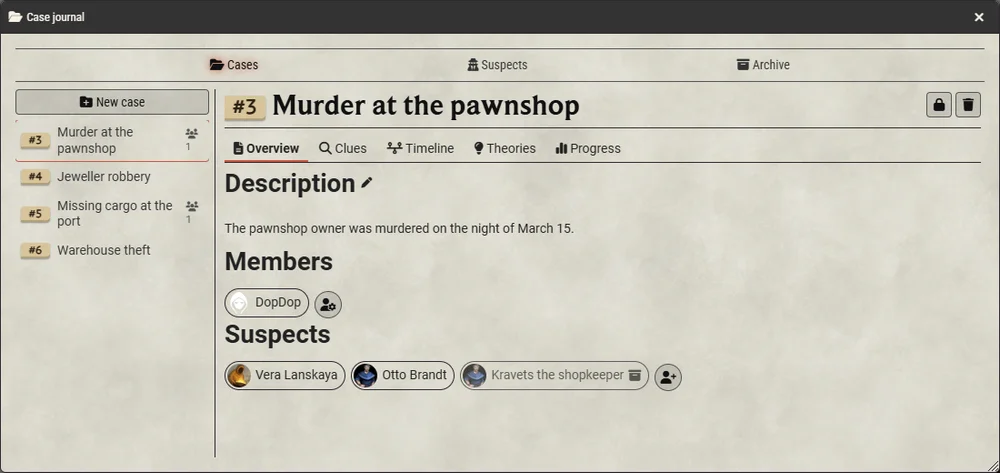 Case journal
Cases
Suspects
Archive
New case
#3 Murder at the pawnshop 1
#4 Jeweller robbery
#5 Missing cargo at the port 1
#6 Warehouse theft
#3 Murder at the pawnshop
Overview Clues Timeline Theories Progress
Description
The pawnshop owner was murdered on the night of March 15.
Members
DopDop
Suspects
Vera Lanskaya Otto Brandt Kravets the shopkeeper